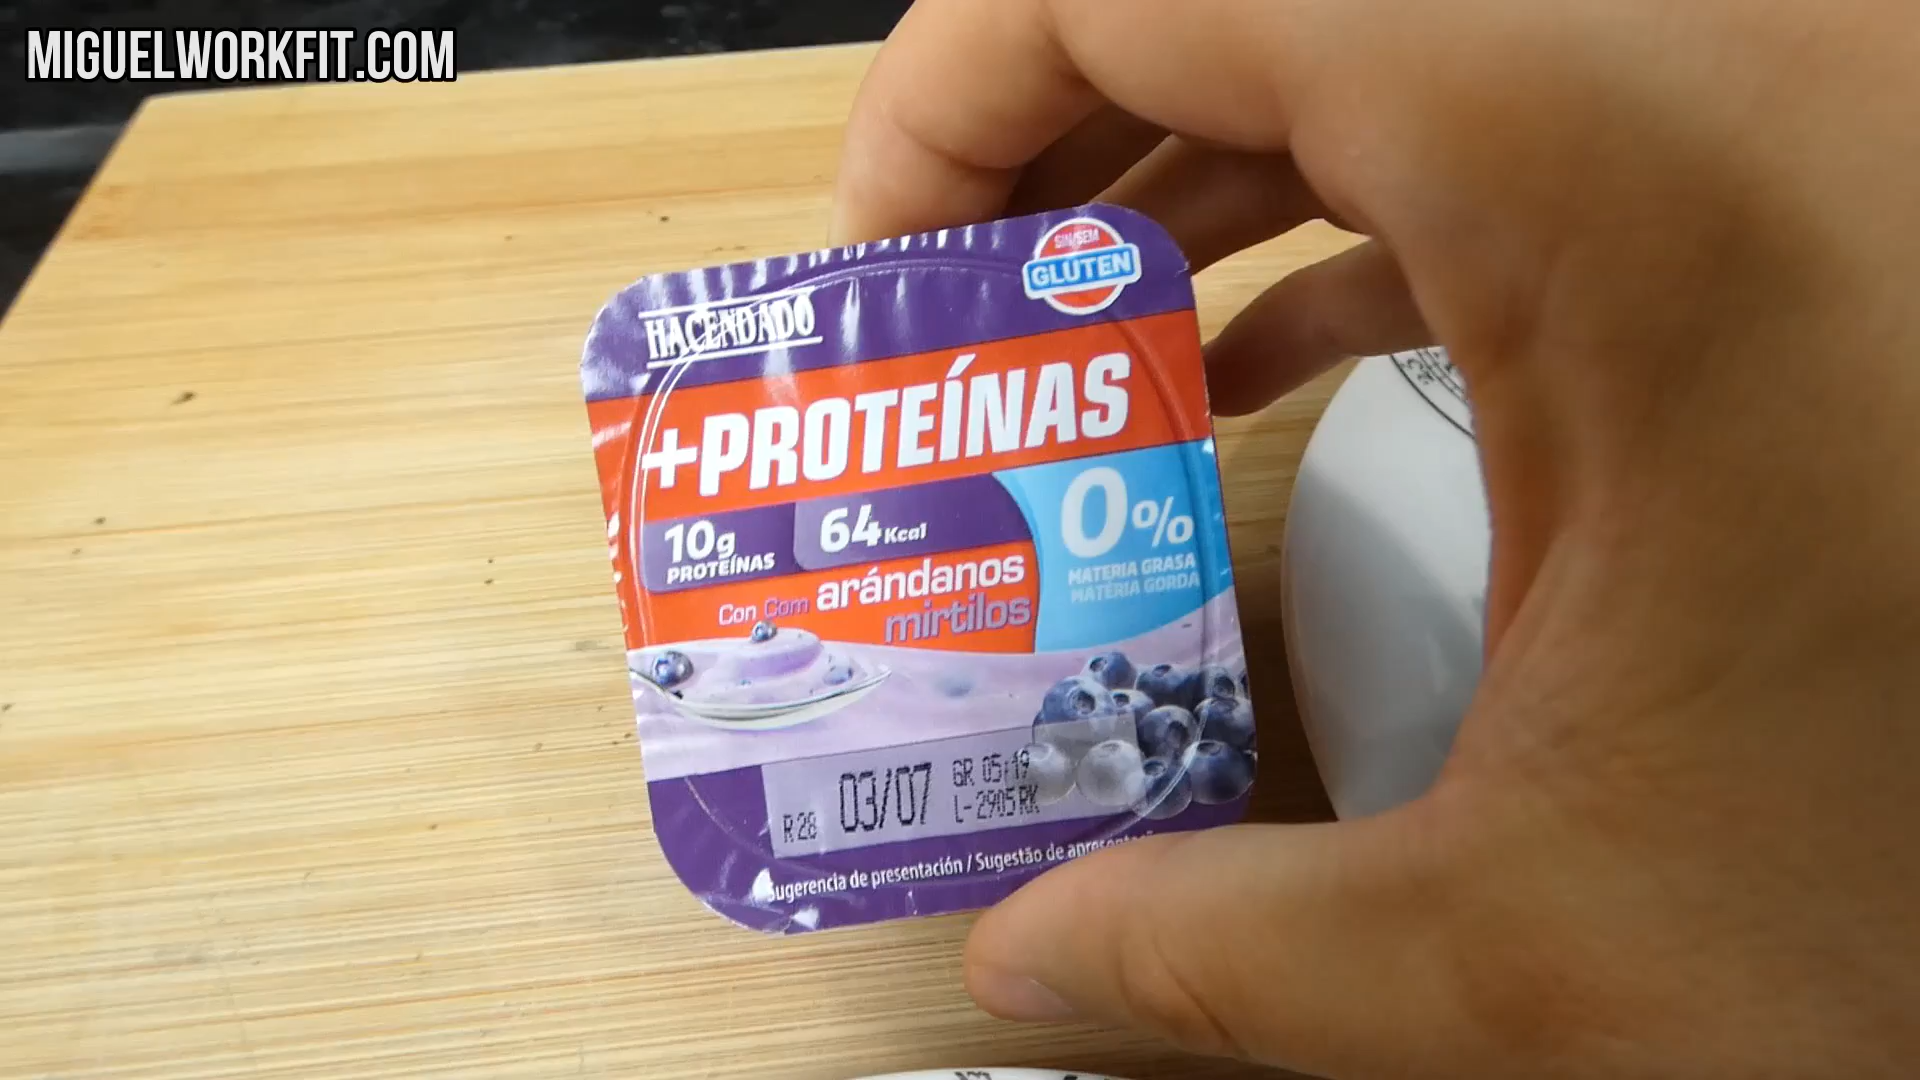 MIGUELWORKFIT.COM
SIN/SEM
GLUTEN
HACENDADO
+PROTEÍNAS
10g
PROTEÍNAS
64 Kcal
0%
MATERIA GRASA
MATÉRIA GORDA
Con Com arándanos
mirtilos
R28 03/07 GR 05:19
L-2905RK
Sugerencia de presentación / Sugestão de